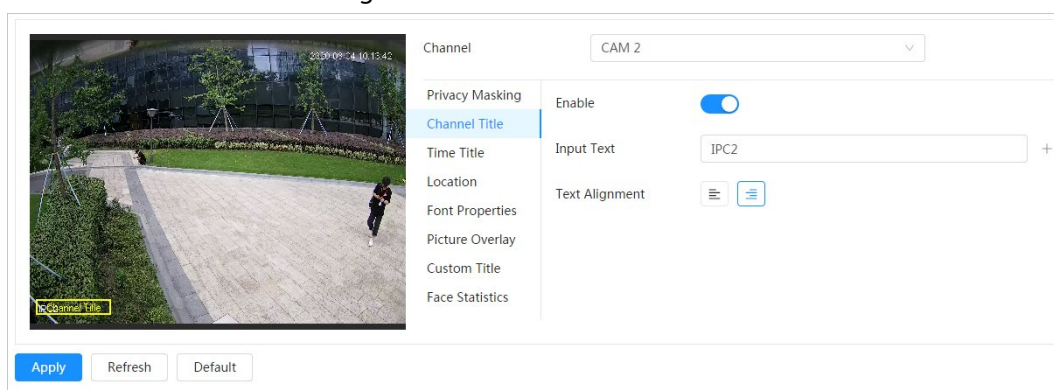 g
2020-09-24 10:13:42
Channel
CAM 2
Privacy Masking
Channel Title
Time Title
Location
Font Properties
Picture Overlay
Custom Title
Face Statistics
Enable
Input Text
IPC2
+
Text Alignment
Channel Title
Apply
Refresh
Default